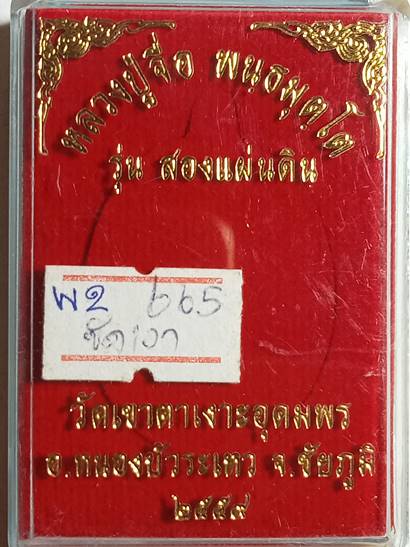 หลวงปู่จื่อ พนฺธมุตฺโต
รุ่น สองแผ่นดิน
พ2 665
ขัดเงา
วัดเขาตาเงาะอุดมพร
อ.หนองบัวระเหว จ.ชัยภูมิ
๒๕๕๙